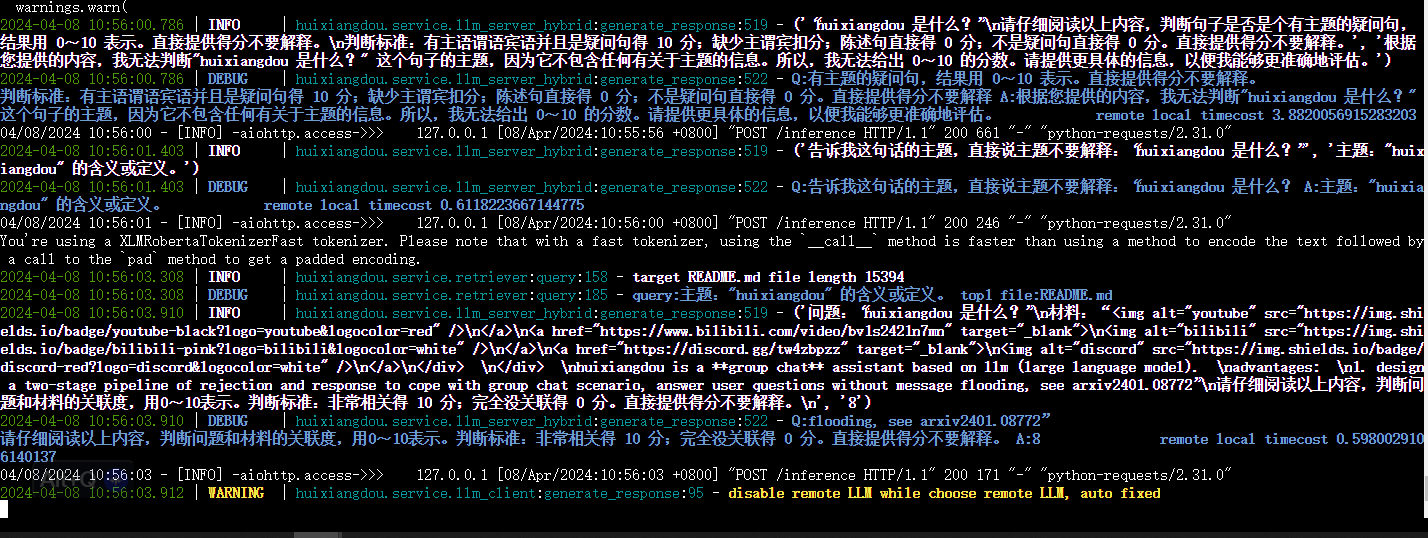 warnings.warn(
2024-04-08 10:56:00.786 | INFO     | huixiangdou.service.llm_server_hybrid:generate_response:519 - ('“huixiangdou 是什么？”\n请仔细阅读以上内容，判断句子是否是个有主题的疑问句，
结果用 0～10 表示。直接提供得分不要解释。\n判断标准：有主语谓语宾语并且是疑问句得 10 分；缺少主谓宾扣分；陈述句直接得 0 分；不是疑问句直接得 0 分。直接提供得分不要解释。', '根据
您提供的内容，我无法判断"huixiangdou 是什么？" 这个句子的主题，因为它不包含任何有关于主题的信息。所以，我无法给出 0～10 的分数。请提供更具体的信息，以便我能够更准确地评估。')
2024-04-08 10:56:00.786 | DEBUG    | huixiangdou.service.llm_server_hybrid:generate_response:522 - Q:有主题的疑问句，结果用 0～10 表示。直接提供得分不要解释。
判断标准：有主语谓语宾语并且是疑问句得 10 分；缺少主谓宾扣分；陈述句直接得 0 分；不是疑问句直接得 0 分。直接提供得分不要解释 A:根据您提供的内容，我无法判断"huixiangdou 是什么？"
这个句子的主题，因为它不包含任何有关于主题的信息。所以，我无法给出 0～10 的分数。请提供更具体的信息，以便我能够更准确地评估。 remote local timecost 3.8820056915283203
04/08/2024 10:56:00 - [INFO] -aiohttp.access->>>    127.0.0.1 [08/Apr/2024:10:55:56 +0800] "POST /inference HTTP/1.1" 200 661 "-" "python-requests/2.31.0"
2024-04-08 10:56:01.403 | INFO     | huixiangdou.service.llm_server_hybrid:generate_response:519 - ('告诉我这句话的主题，直接说主题不要解释：“huixiangdou 是什么？”', '主题："huix
iangdou" 的含义或定义。')
2024-04-08 10:56:01.403 | DEBUG    | huixiangdou.service.llm_server_hybrid:generate_response:522 - Q:告诉我这句话的主题，直接说主题不要解释：“huixiangdou 是什么？ A:主题："huixia
ngdou" 的含义或定义。 remote local timecost 0.6118223667144775
04/08/2024 10:56:01 - [INFO] -aiohttp.access->>>    127.0.0.1 [08/Apr/2024:10:56:00 +0800] "POST /inference HTTP/1.1" 200 246 "-" "python-requests/2.31.0"
You're using a XLMRobertaTokenizerFast tokenizer. Please note that with a fast tokenizer, using the `__call__` method is faster than using a method to encode the text followed by
 a call to the `pad` method to get a padded encoding.
2024-04-08 10:56:03.308 | INFO     | huixiangdou.service.retriever:query:158 - target README.md file length 15394
2024-04-08 10:56:03.308 | DEBUG    | huixiangdou.service.retriever:query:185 - query:主题："huixiangdou" 的含义或定义。 top1 file:README.md
2024-04-08 10:56:03.910 | INFO     | huixiangdou.service.llm_server_hybrid:generate_response:519 - ('问题：“huixiangdou 是什么？”\n材料：“<img alt="youtube" src="https://img.shi
elds.io/badge/youtube-black?logo=youtube&logocolor=red" />\n</a>\n<a href="https://www.bilibili.com/video/bv1s2421n7mn" target="_blank">\n<img alt="bilibili" src="https://img.shi
elds.io/badge/bilibili-pink?logo=bilibili&logocolor=white" />\n</a>\n<a href="https://discord.gg/tw4zbpzz" target="_blank">\n<img alt="discord" src="https://img.shields.io/badge/
discord-red?logo=discord&logocolor=white" />\n</a>\n</div>  \n</div>  \nhuixiangdou is a **group chat** assistant based on llm (large language model).  \nadvantages:  \n1. design
 a two-stage pipeline of rejection and response to cope with group chat scenario, answer user questions without message flooding, see arxiv2401.08772”\n请仔细阅读以上内容，判断问
题和材料的关联度，用0～10表示。判断标准：非常相关得 10 分；完全没关联得 0 分。直接提供得分不要解释。\n', '8')
2024-04-08 10:56:03.910 | DEBUG    | huixiangdou.service.llm_server_hybrid:generate_response:522 - Q:flooding, see arxiv2401.08772”
请仔细阅读以上内容，判断问题和材料的关联度，用0～10表示。判断标准：非常相关得 10 分；完全没关联得 0 分。直接提供得分不要解释。 A:8 remote local timecost 0.598002910
6140137
04/08/2024 10:56:03 - [INFO] -aiohttp.access->>>    127.0.0.1 [08/Apr/2024:10:56:03 +0800] "POST /inference HTTP/1.1" 200 171 "-" "python-requests/2.31.0"
2024-04-08 10:56:03.912 | WARNING  | huixiangdou.service.llm_client:generate_response:95 - disable remote LLM while choose remote LLM, auto fixed